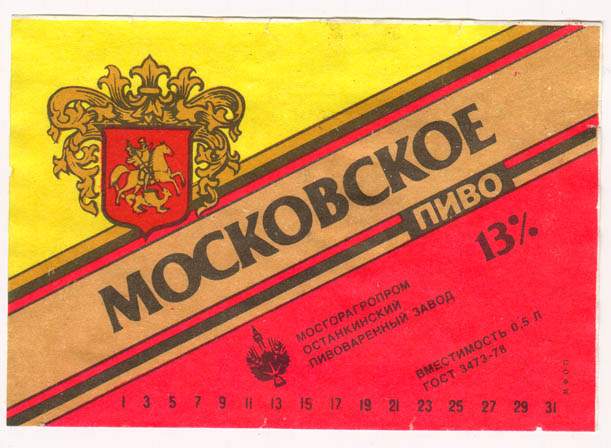 МОСКОВСКОЕ
ПИВО
13%
МОСГОРАГРОПРОМ
ОСТАНКИНСКИЙ
ПИВОВАРЕННЫЙ ЗАВОД
ВМЕСТИМОСТЬ 0,5 Л
ГОСТ 3473-78
1 3 5 7 9 11 13 15 17 19 21 23 25 27 29 31